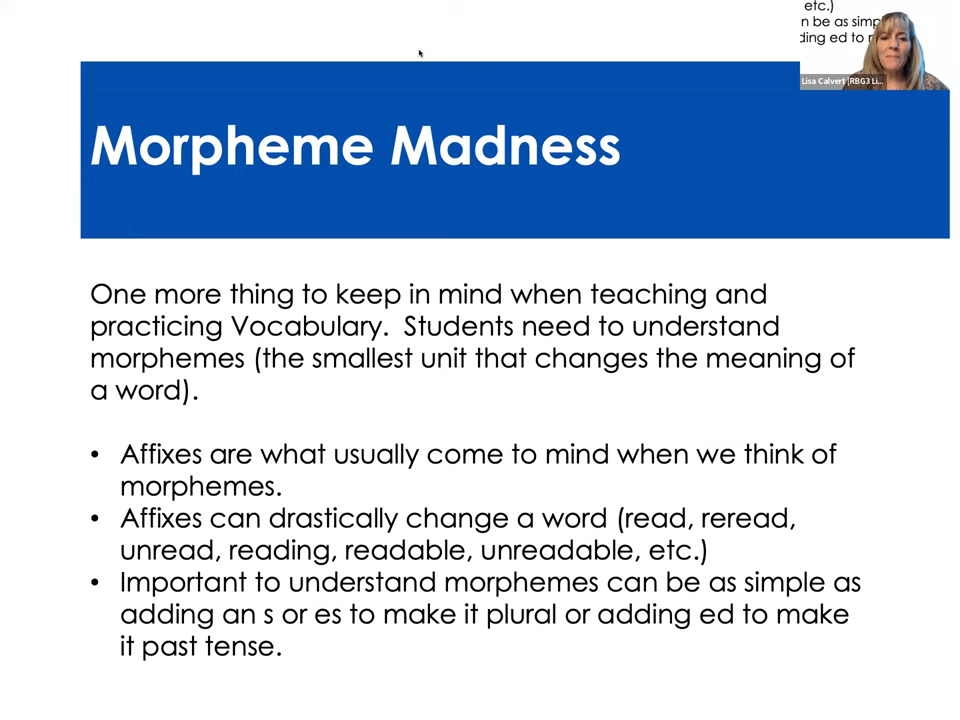 etc.)
n be as simp
ding ed to
Lisa Calvert [RBG3 Li...
Morpheme Madness
One more thing to keep in mind when teaching and
practicing Vocabulary.  Students need to understand
morphemes (the smallest unit that changes the meaning of
a word).
• Affixes are what usually come to mind when we think of
morphemes.
• Affixes can drastically change a word (read, reread,
unread, reading, readable, unreadable, etc.)
• Important to understand morphemes can be as simple as
adding an s or es to make it plural or adding ed to make
it past tense.